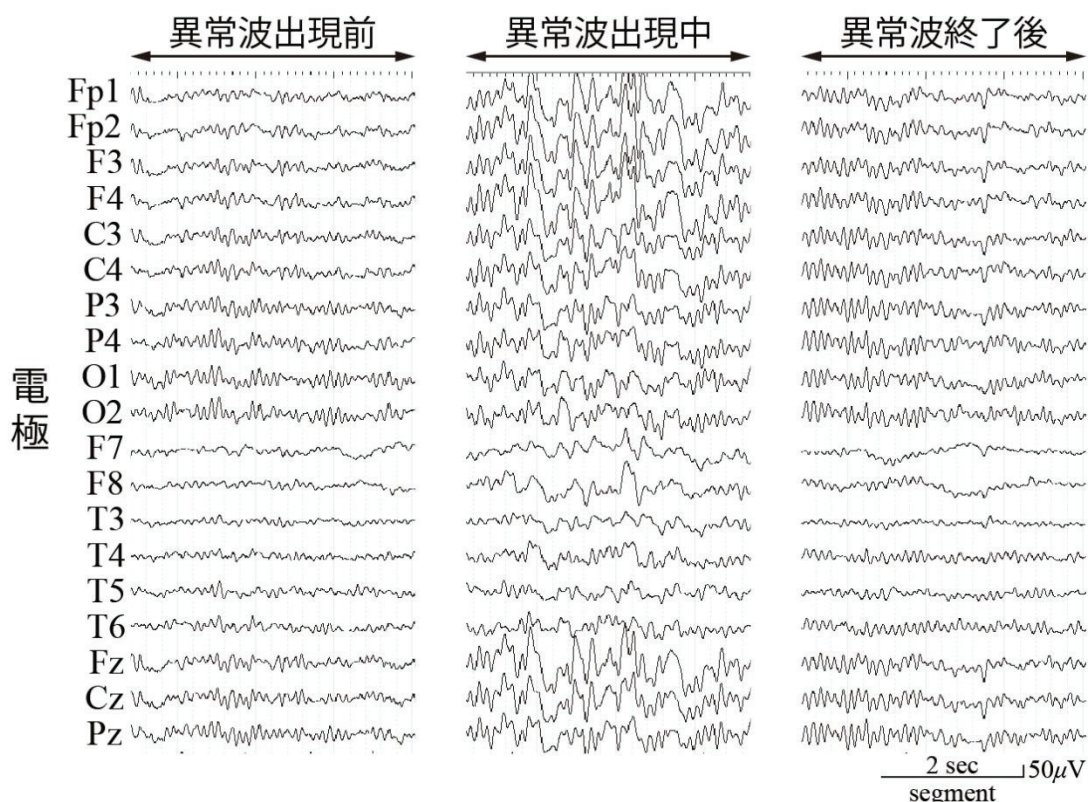 異常波出現前 異常波出現中 異常波終了後
Fp1
Fp2
F3
F4
C3
C4
P3
P4
電極
O1
O2
F7
F8
T3
T4
T5
T6
Fz
Cz
Pz
2 sec 50μV
segment